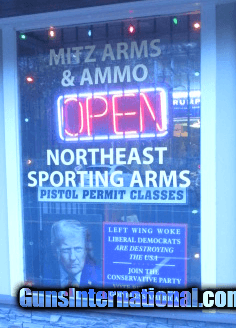 MITZ ARMS
& AMMO
OPEN
TRUMP
NORTHEAST
SPORTING ARMS
PISTOL PERMIT CLASSES
LEFT WING WOKE
LIBERAL DEMOCRATS
ARE DESTROYING
THE USA
JOIN THE
CONSERVATIVE PARTY
GunsInternational.com